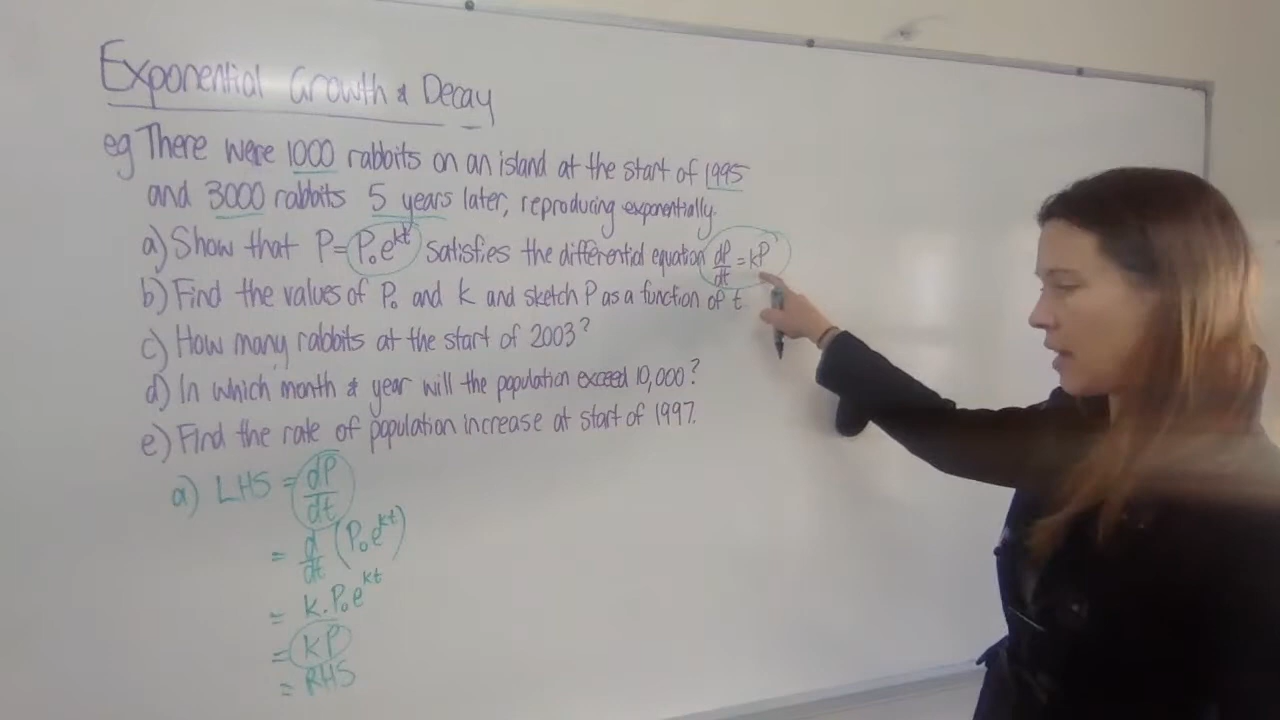 Exponential Growth & Decay
eg There were 1000 rabbits on an island at the start of 1995
and 3000 rabbits 5 years later, reproducing exponentially.
a) Show that P = P₀e^kt satisfies the differential equation dP/dt = kP
b) Find the values of P₀ and k and sketch P as a function of t
c) How many rabbits at the start of 2003?
d) In which month & year will the population exceed 10,000?
e) Find the rate of population increase at start of 1997.
a) LHS = dP/dt
= d/dt (P₀e^kt)
= k.P₀e^kt
= kP
= RHS